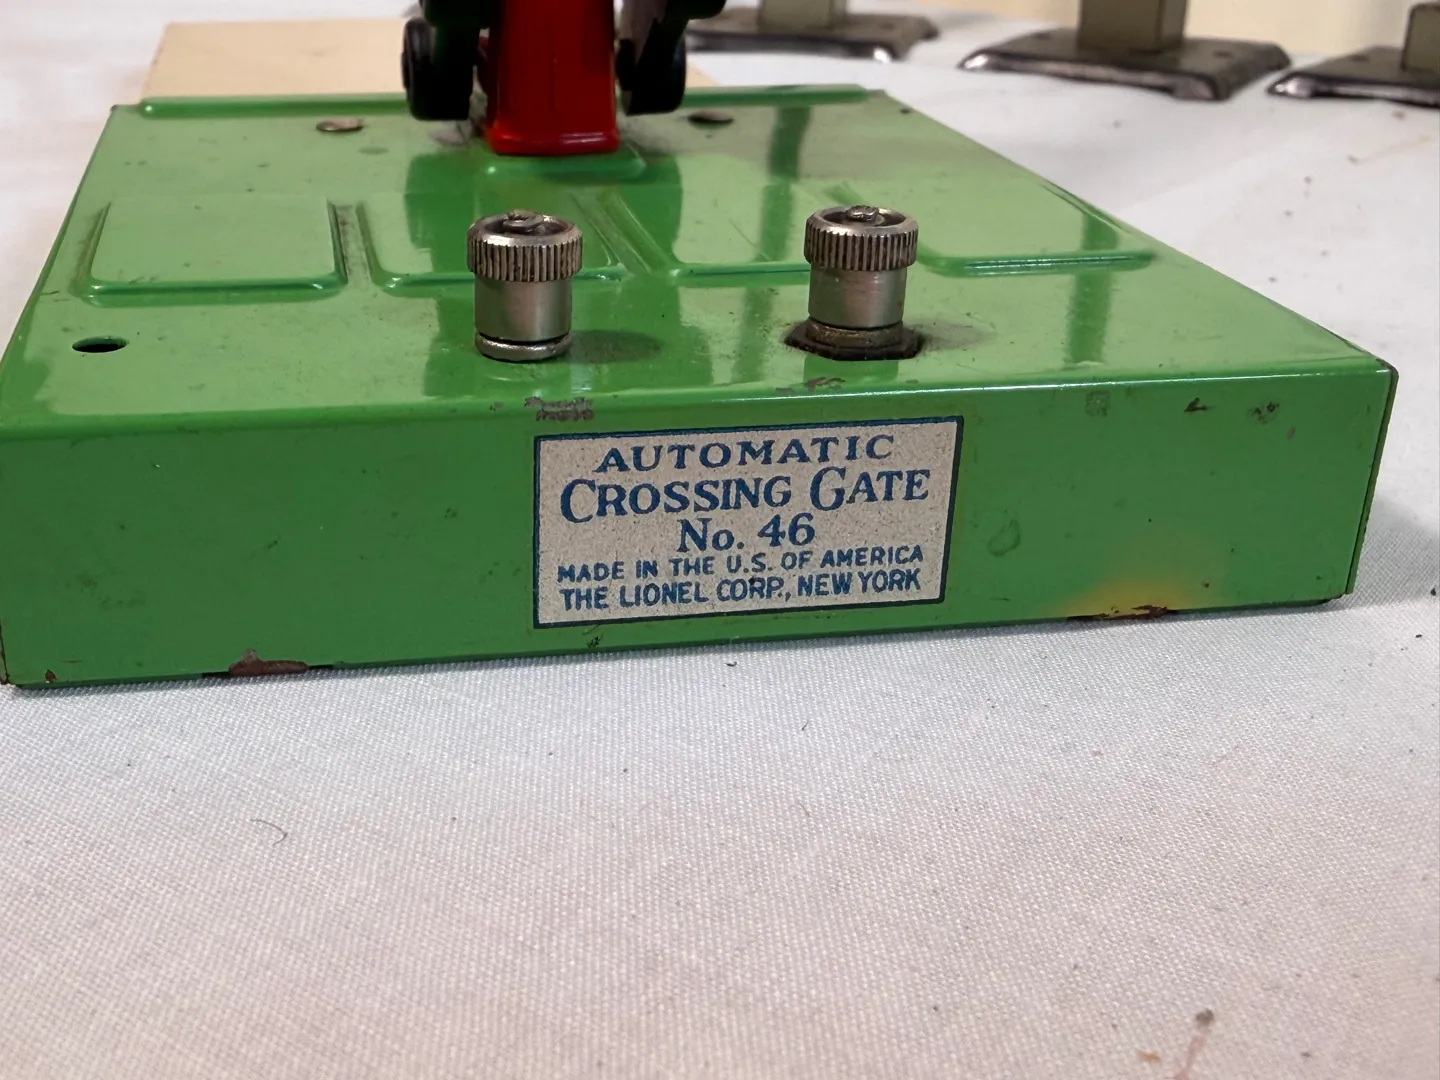 AUTOMATIC
CROSSING GATE
No. 46
MADE IN THE U.S. OF AMERICA
THE LIONEL CORP., NEW YORK